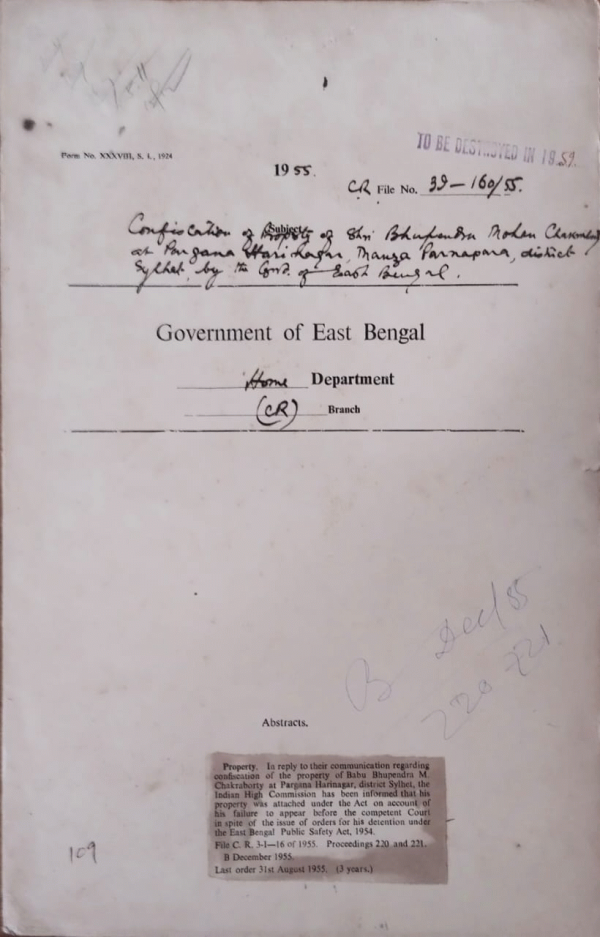 Form No. XXXVIII, S. I., 1924
TO BE DESTROYED IN 1959.
1955.
CR File No. 39-160/55.
Subject
Confiscation of Property of Shri Bhupendra Mohan
at Pargana Harinagar, Mauza Parnapara, district
Sylhet, by the Govt. of East Bengal.
Government of East Bengal
Home Department
(CR) Branch
B Dec/55
220 221
Abstracts.
Property. In reply to their communication regarding
confiscation of the property of Babu Bhupendra M.
Chakraborty at Pargana Harinagar, district Sylhet, the
Indian High Commission has been informed that his
property was attached under the Act on account of
his failure to appear before the competent Court
in spite of the issue of orders for his detention under
the East Bengal Public Safety Act, 1954.
File C. R. 3-1—16 of 1955. Proceedings 220 and 221.
B December 1955.
Last order 31st August 1955. (3 years.)
109